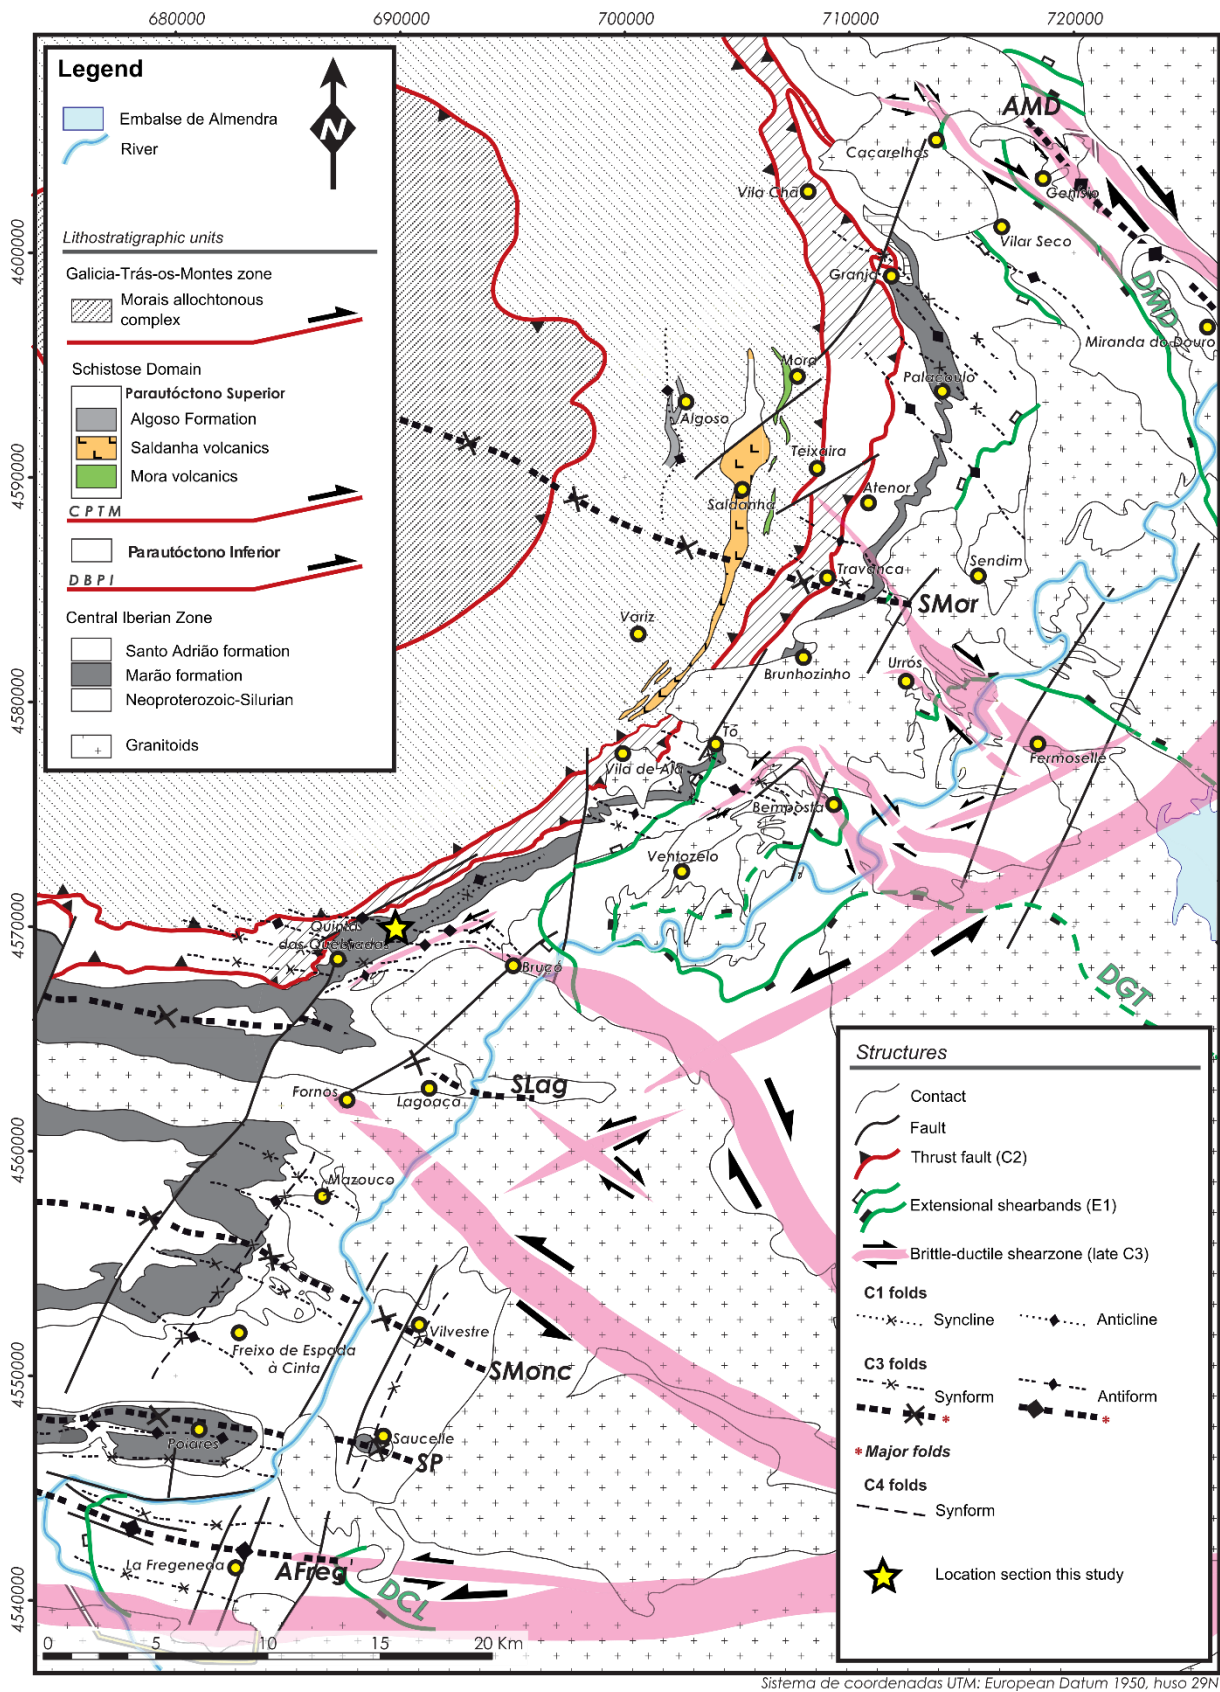 680000
690000
700000
710000
720000
Legend
Embalse de Almendra
River
N
Lithostratigraphic units
Galicia-Trás-os-Montes zone
Morais allochtonous
complex
Schistose Domain
Parautóctono Superior
Algoso Formation
Saldanha volcanics
Mora volcanics
CPTM
Parautóctono Inferior
DBPI
Central Iberian Zone
Santo Adrião formation
Marão formation
Neoproterozoic-Silurian
Granitoids
4600000
4590000
4580000
4570000
4560000
4550000
4540000
AMD
Caçarelhos
Vila Chã
Genísio
Vilar Seco
Granja
DMD
Miranda do Douro
Mora
Palaçoulo
Algoso
Teixeira
Saldanha
Atenor
Travanca
Sendim
SMor
Variz
Brunhozinho
Urrós
Tó
Vila de Ala
Fermoselle
Bemposta
Ventozelo
Quinta
das Quebradas
Bruçó
DGT
SLag
Fornos
Lagoaça
Mazouco
Vilvestre
Freixo de Espada
à Cinta
SMonc
Poiares
Saucelle
SP
La Fregeneda
AFreg
DCL
0 5 10 15 20 Km
Structures
Contact
Fault
Thrust fault (C2)
Extensional shearbands (E1)
Brittle-ductile shearzone (late C3)
C1 folds
Syncline
Anticline
C3 folds
Synform
Antiform
* *
*Major folds
C4 folds
Synform
Location section this study
Sistema de coordenadas UTM: European Datum 1950, huso 29N